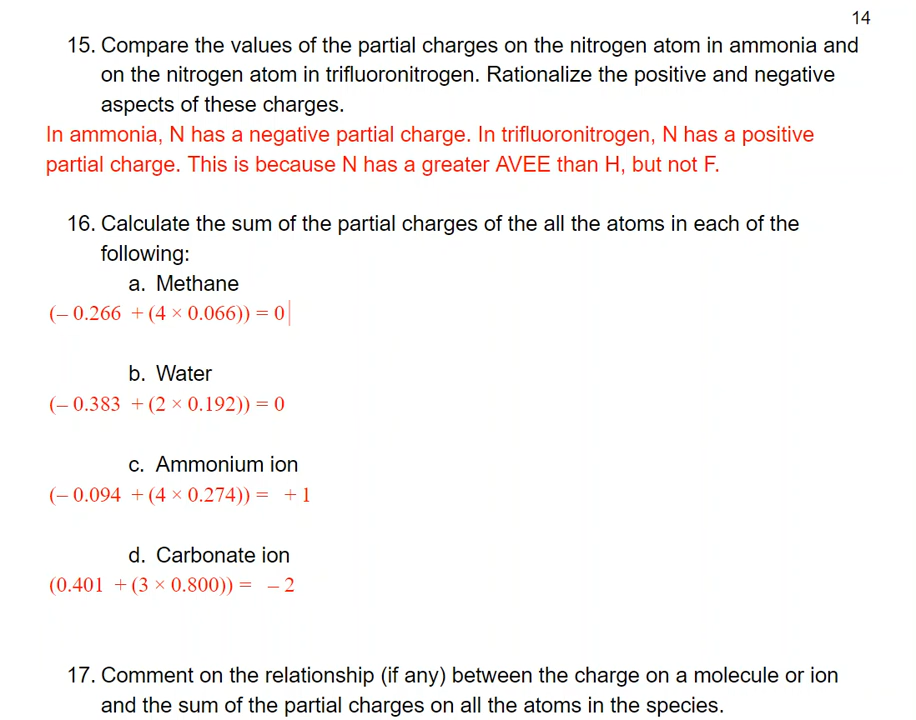 14
15. Compare the values of the partial charges on the nitrogen atom in ammonia and
on the nitrogen atom in trifluoronitrogen. Rationalize the positive and negative
aspects of these charges.
In ammonia, N has a negative partial charge. In trifluoronitrogen, N has a positive
partial charge. This is because N has a greater AVEE than H, but not F.
16. Calculate the sum of the partial charges of the all the atoms in each of the
following:
a. Methane
(– 0.266 + (4 × 0.066)) = 0
b. Water
(– 0.383 + (2 × 0.192)) = 0
c. Ammonium ion
(– 0.094 + (4 × 0.274)) = + 1
d. Carbonate ion
(0.401 + (3 × 0.800)) = – 2
17. Comment on the relationship (if any) between the charge on a molecule or ion
and the sum of the partial charges on all the atoms in the species.